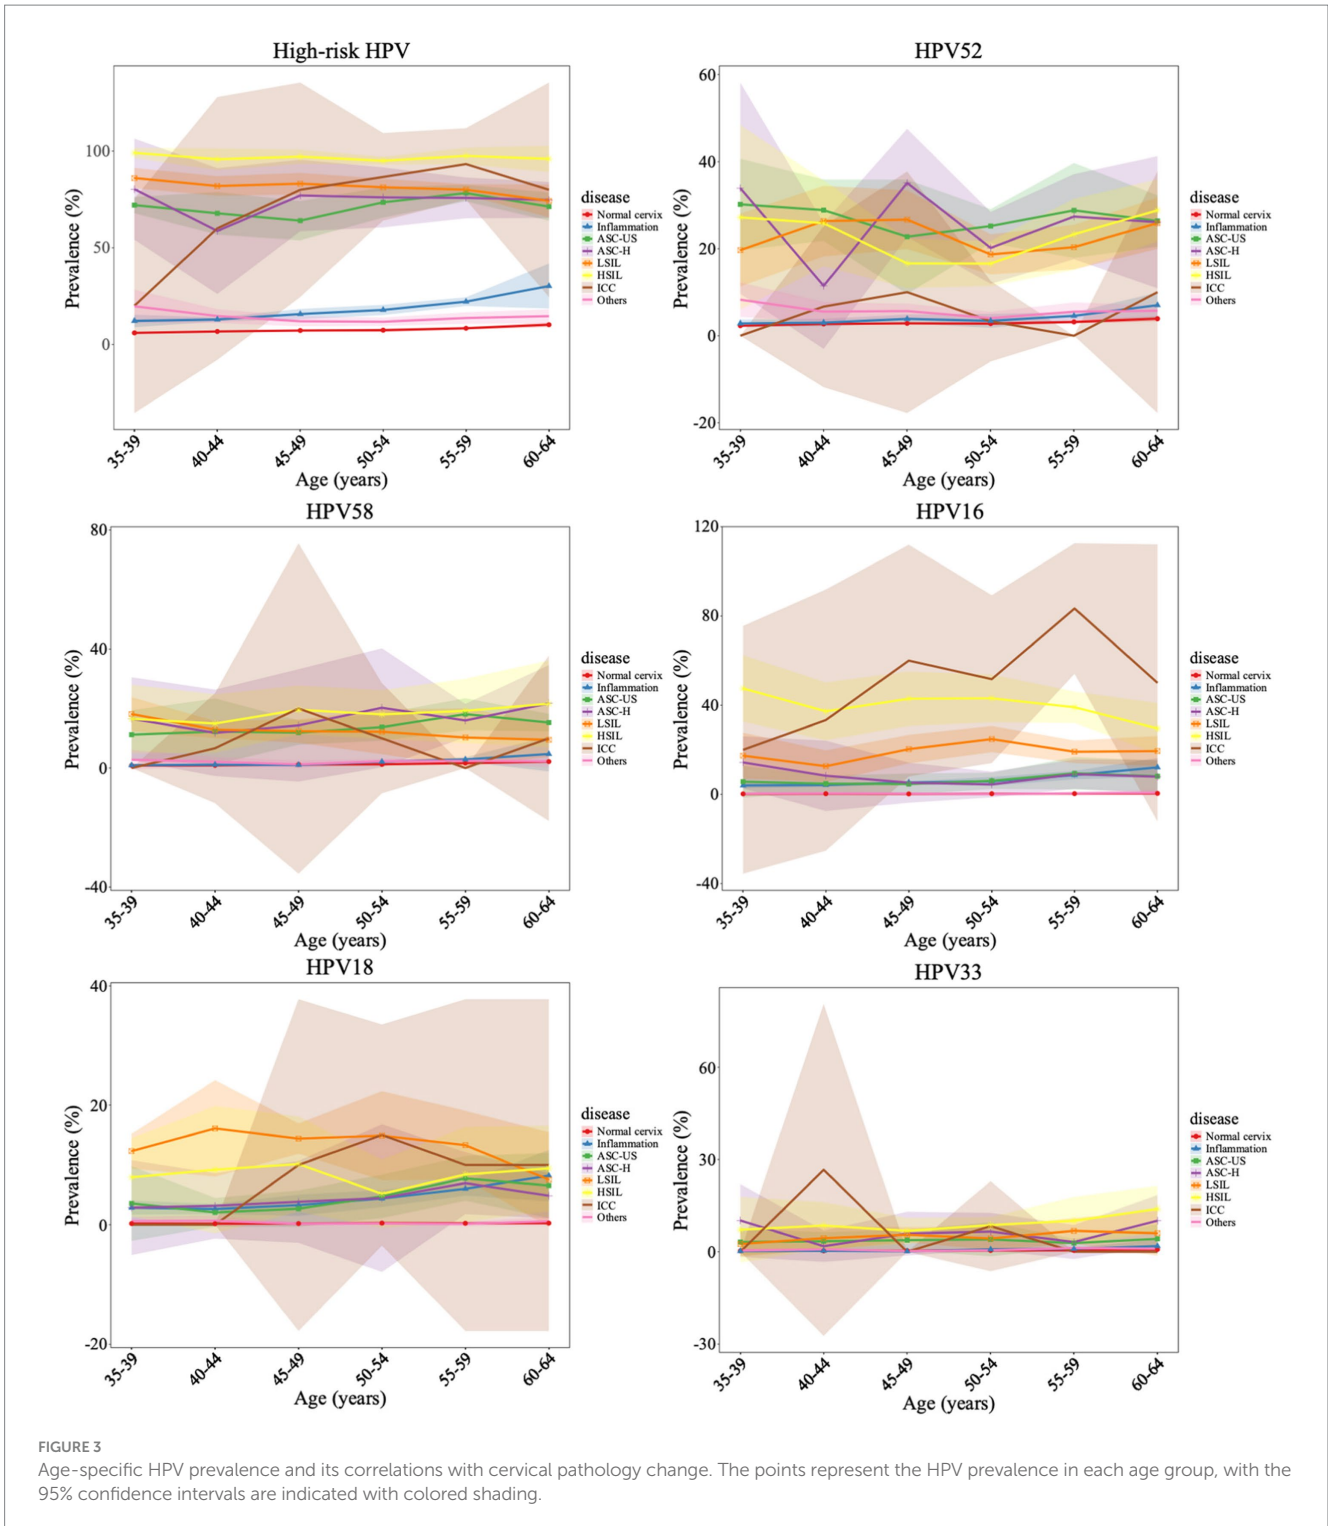 High-risk HPV
Prevalence (%)
100
50
0
35-39
40-44
45-49
50-54
55-59
60-64
Age (years)
disease
Normal cervix
Inflammation
ASC-US
ASC-H
LSIL
HSIL
ICC
Others
HPV52
Prevalence (%)
60
40
20
0
-20
35-39
40-44
45-49
50-54
55-59
60-64
Age (years)
disease
Normal cervix
Inflammation
ASC-US
ASC-H
LSIL
HSIL
ICC
Others
HPV58
Prevalence (%)
80
40
0
-40
35-39
40-44
45-49
50-54
55-59
60-64
Age (years)
disease
Normal cervix
Inflammation
ASC-US
ASC-H
LSIL
HSIL
ICC
Others
HPV16
Prevalence (%)
120
80
40
0
-40
35-39
40-44
45-49
50-54
55-59
60-64
Age (years)
disease
Normal cervix
Inflammation
ASC-US
ASC-H
LSIL
HSIL
ICC
Others
HPV18
Prevalence (%)
40
20
0
-20
35-39
40-44
45-49
50-54
55-59
60-64
Age (years)
disease
Normal cervix
Inflammation
ASC-US
ASC-H
LSIL
HSIL
ICC
Others
HPV33
Prevalence (%)
60
30
0
-30
35-39
40-44
45-49
50-54
55-59
60-64
Age (years)
disease
Normal cervix
Inflammation
ASC-US
ASC-H
LSIL
HSIL
ICC
Others
FIGURE 3
Age-specific HPV prevalence and its correlations with cervical pathology change. The points represent the HPV prevalence in each age group, with the
95% confidence intervals are indicated with colored shading.